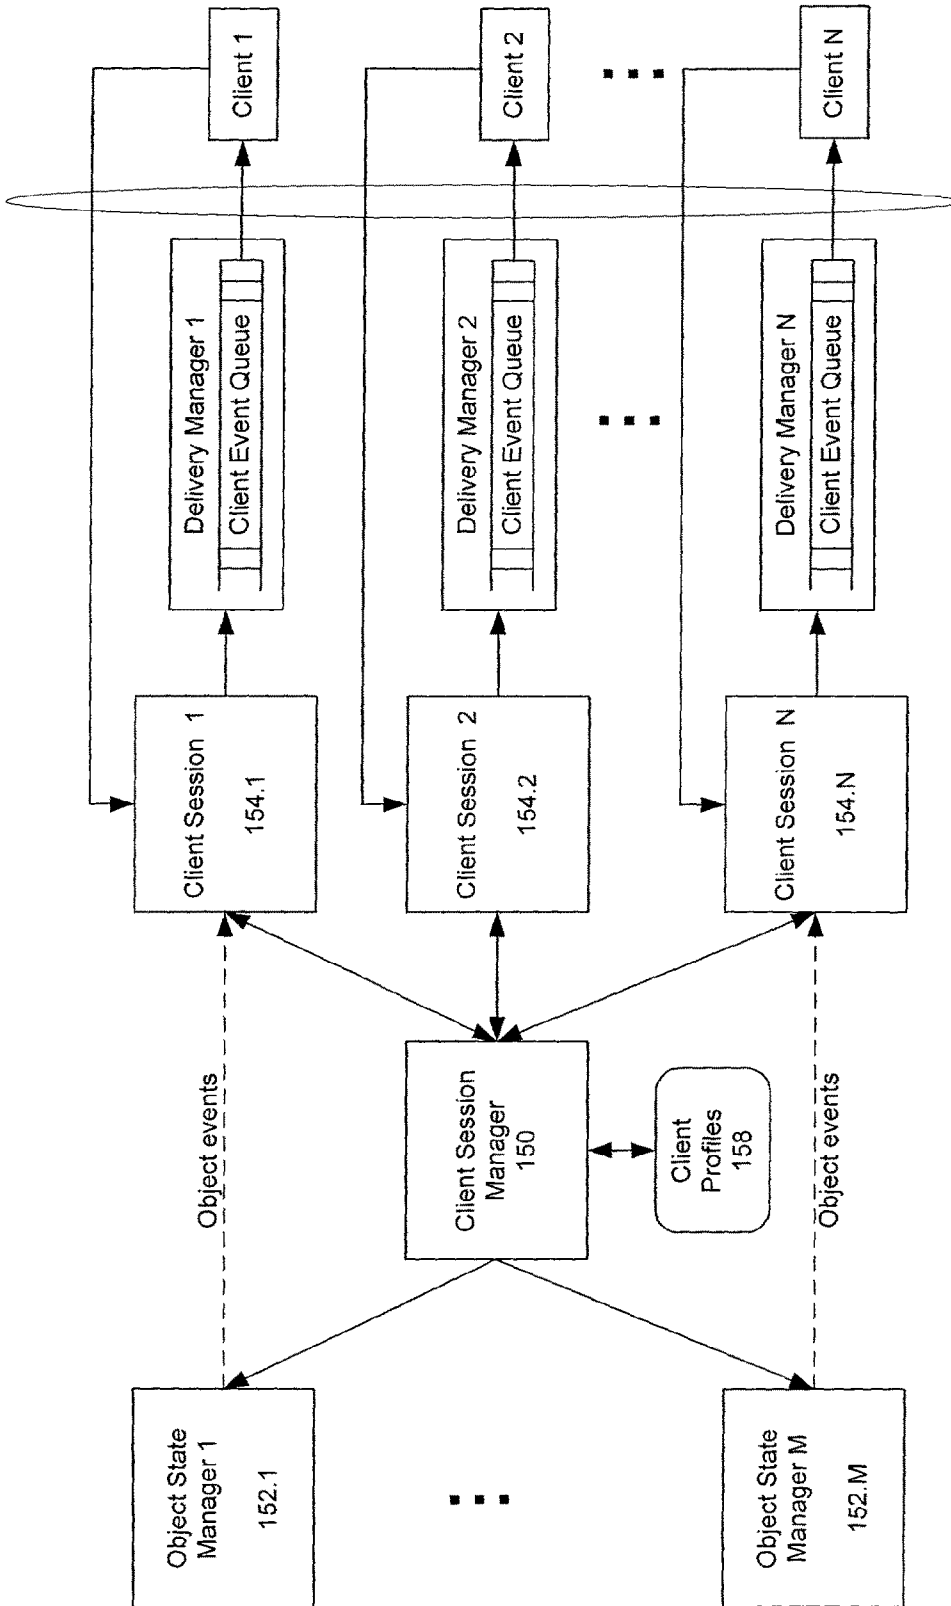 Object State
Manager 1
152.1
Object State
Manager M
152.M
Object events
Client Session
Manager
150
Client
Profiles
158
Object events
Client Session 1
154.1
Client Session 2
154.2
Client Session N
154.N
Delivery Manager 1
Client Event Queue
Delivery Manager 2
Client Event Queue
Delivery Manager N
Client Event Queue
Client 1
Client 2
Client N